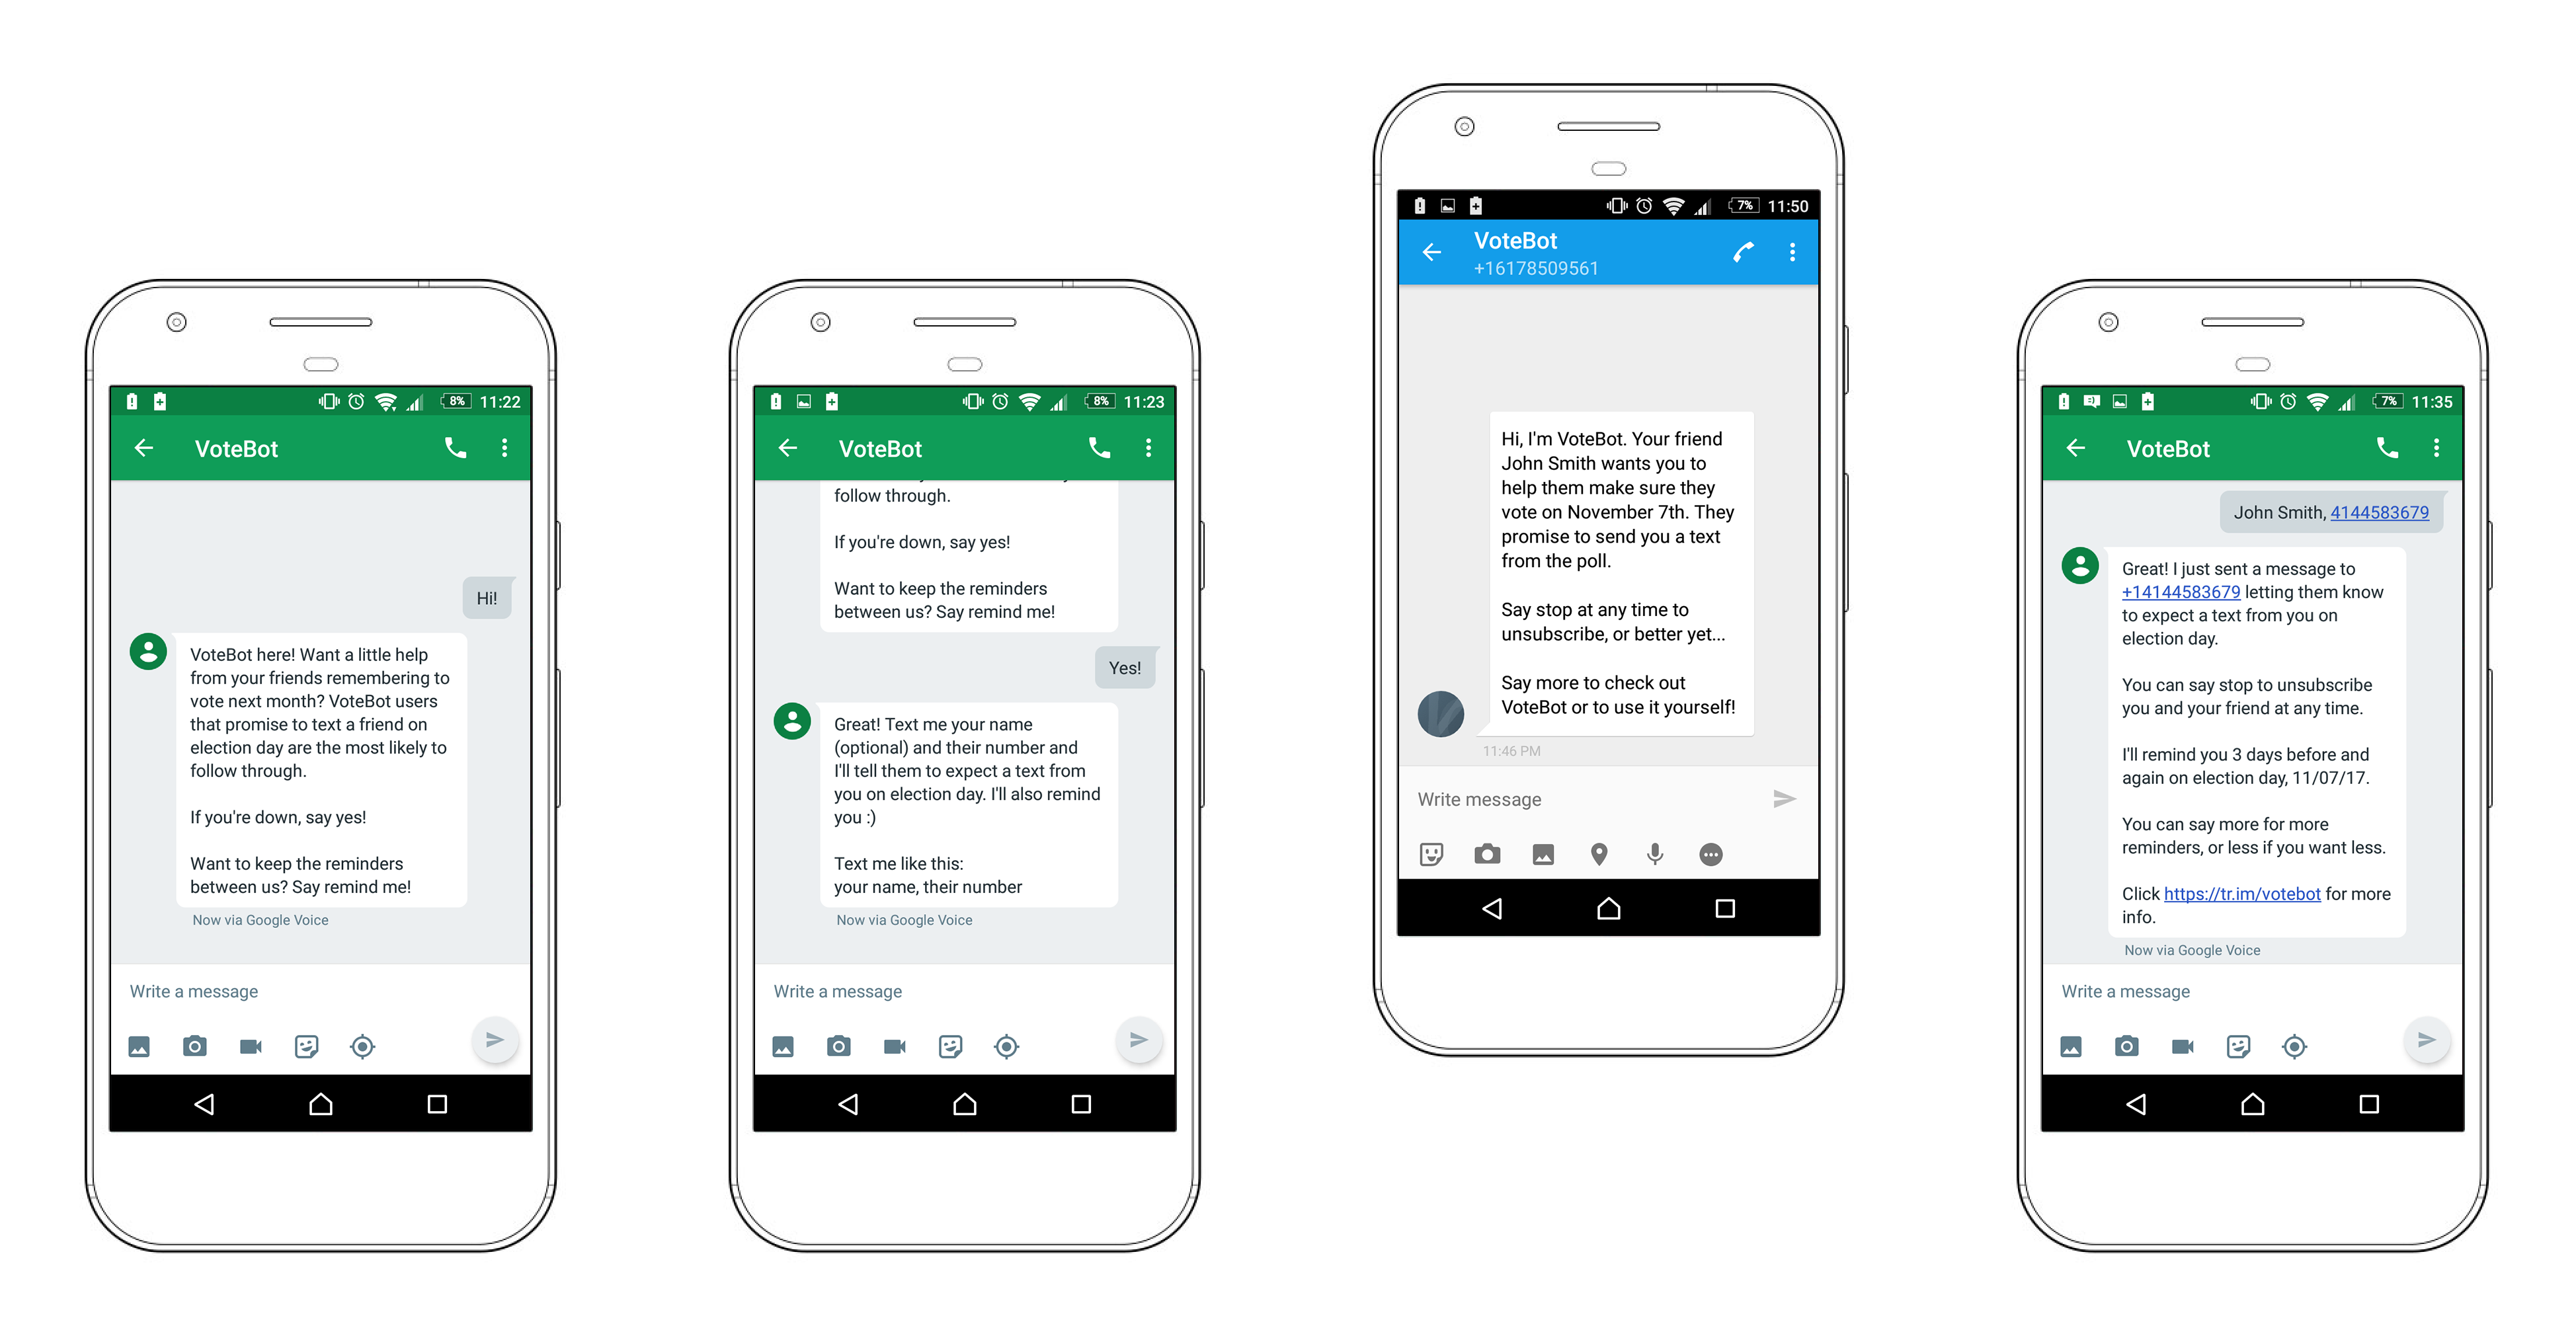 8% 11:22
VoteBot
Hi!
VoteBot here! Want a little help
from your friends remembering to
vote next month? VoteBot users
that promise to text a friend on
election day are the most likely to
follow through.
If you're down, say yes!
Want to keep the reminders
between us? Say remind me!
Now via Google Voice
Write a message
8% 11:23
VoteBot
follow through.
If you're down, say yes!
Want to keep the reminders
between us? Say remind me!
Yes!
Great! Text me your name
(optional) and their number and
I'll tell them to expect a text from
you on election day. I'll also remind
you :)
Text me like this:
your name, their number
Now via Google Voice
Write a message
7% 11:50
VoteBot
+16178509561
Hi, I'm VoteBot. Your friend
John Smith wants you to
help them make sure they
vote on November 7th. They
promise to send you a text
from the poll.
Say stop at any time to
unsubscribe, or better yet...
Say more to check out
VoteBot or to use it yourself!
11:46 PM
Write message
7% 11:35
VoteBot
John Smith, 4144583679
Great! I just sent a message to
+14144583679 letting them know
to expect a text from you on
election day.
You can say stop to unsubscribe
you and your friend at any time.
I'll remind you 3 days before and
again on election day, 11/07/17.
You can say more for more
reminders, or less if you want less.
Click https://tr.im/votebot for more
info.
Now via Google Voice
Write a message